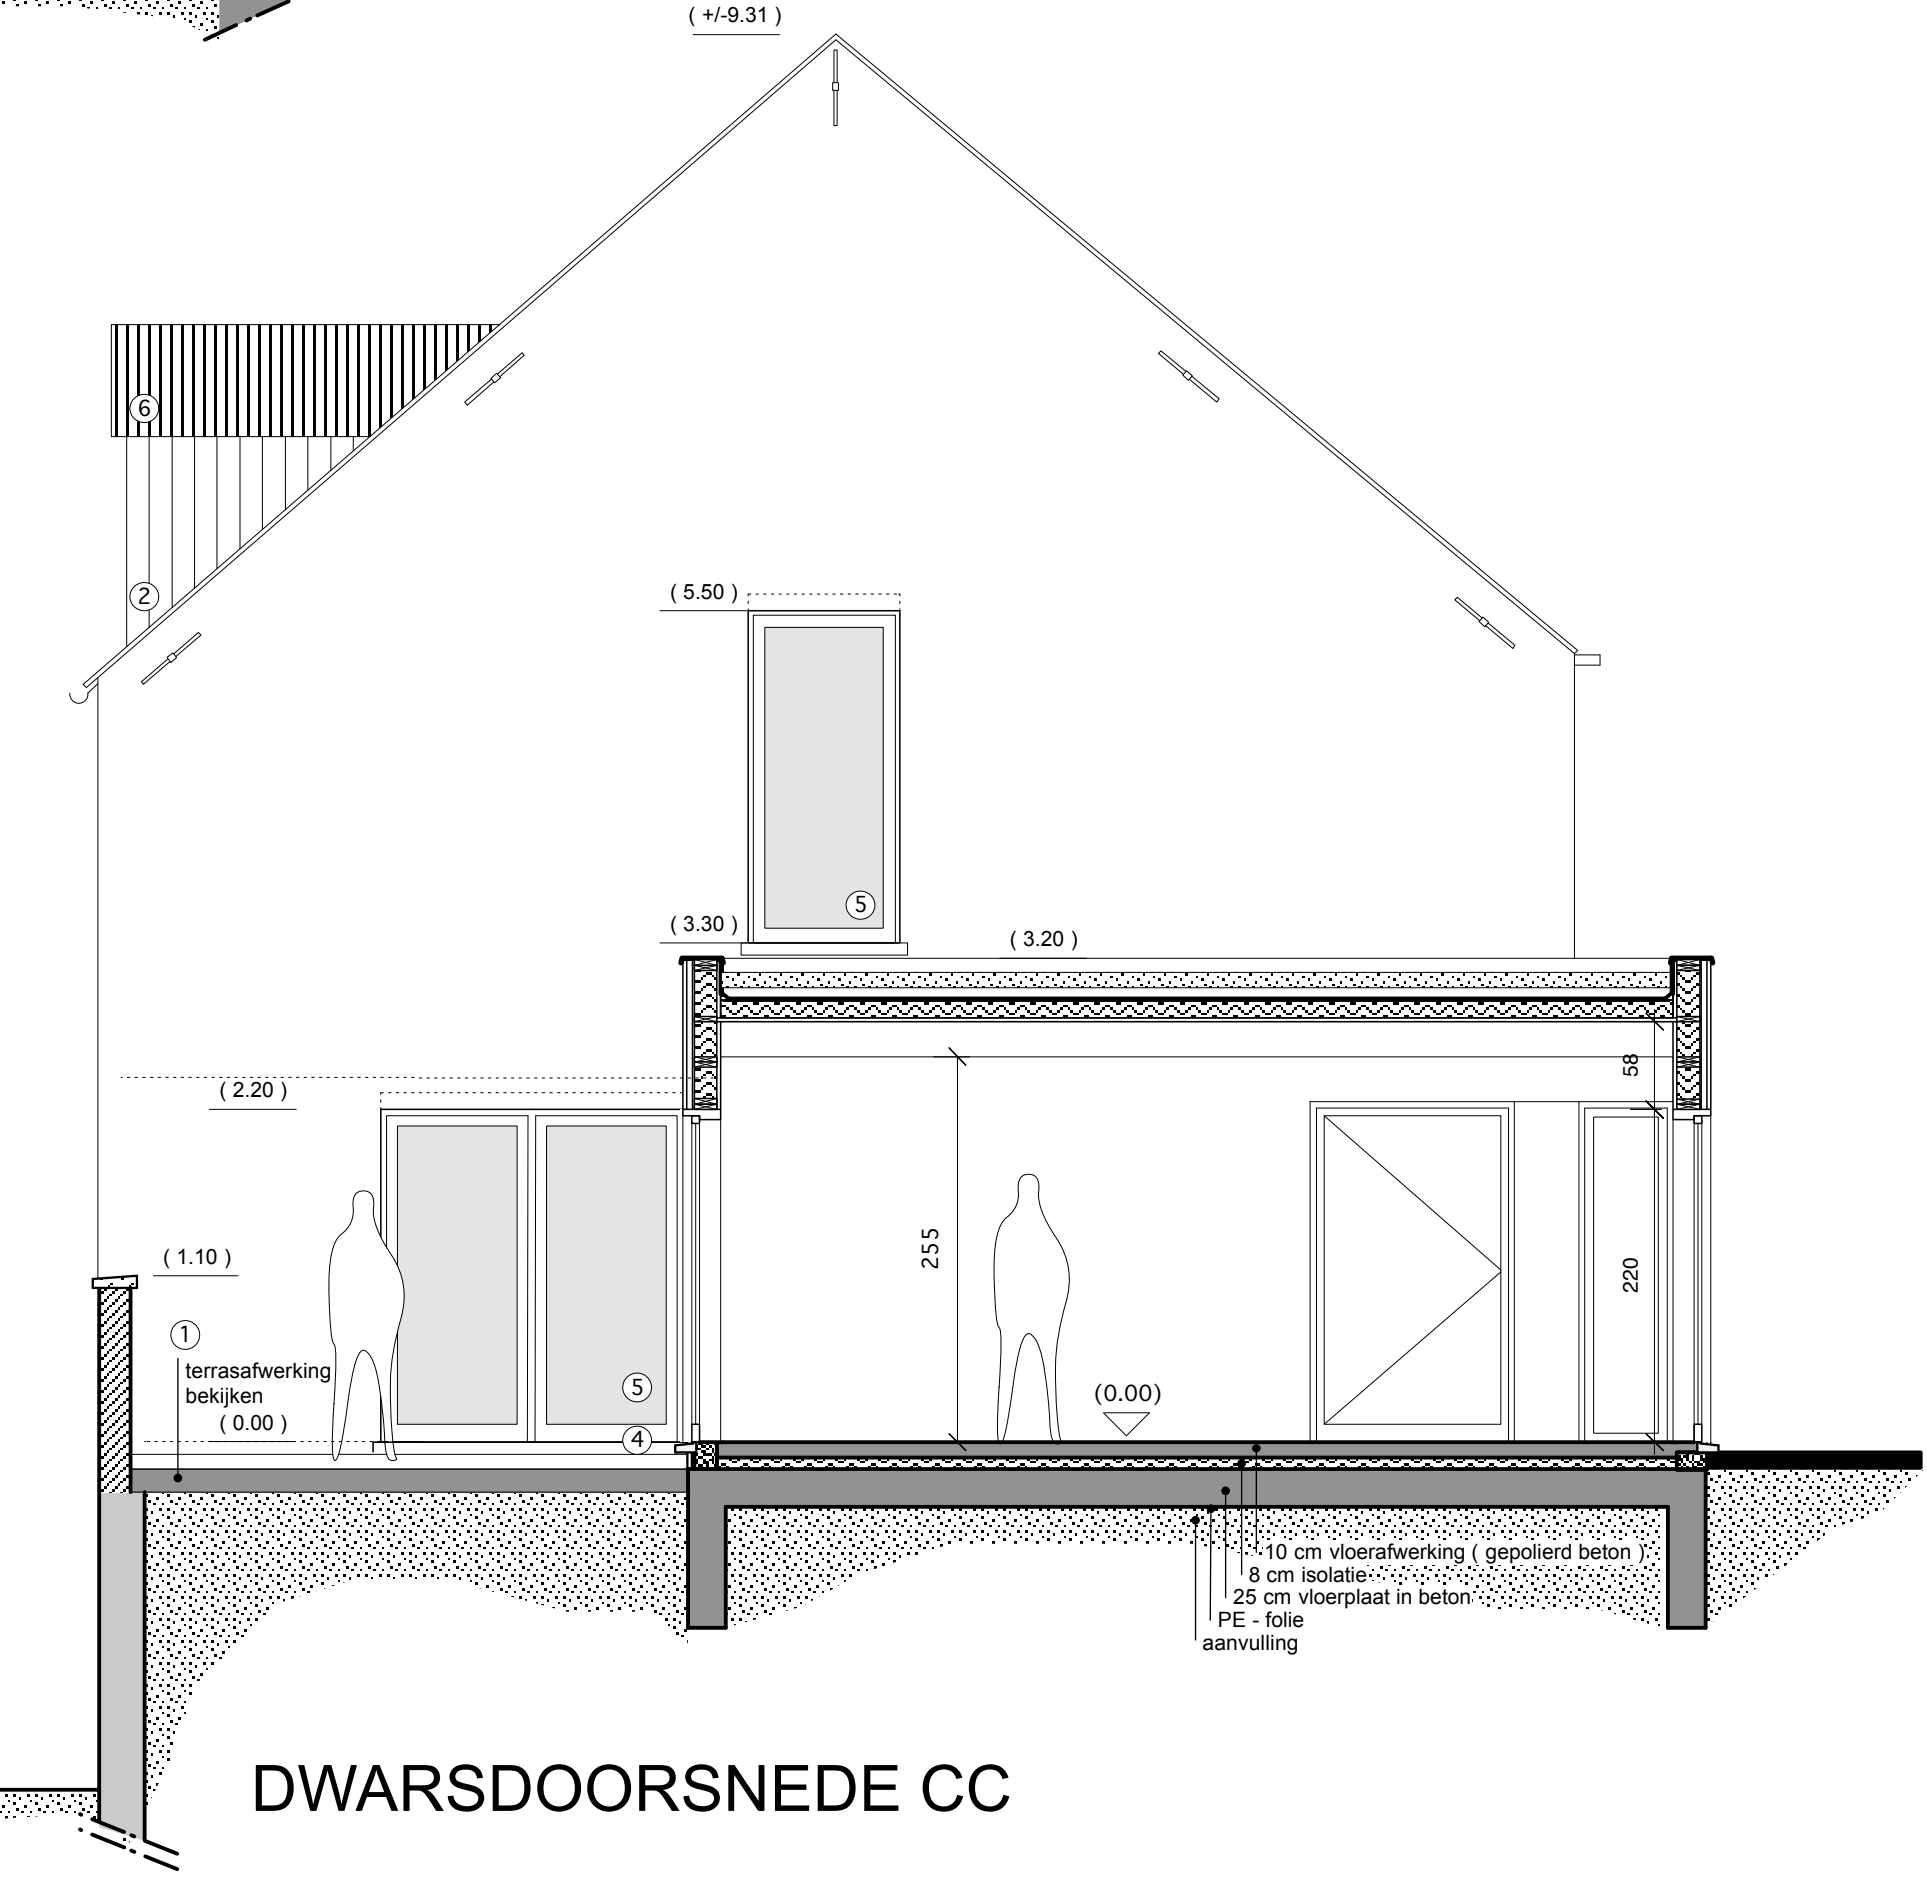 ( +/-9.31 )
6
2
( 5.50 )
5
( 3.30 )
( 3.20 )
58
( 2.20 )
255
220
( 1.10 )
1
terrasafwerking
bekijken
( 0.00 )
5
4
(0.00)
10 cm vloerafwerking ( gepolierd beton )
8 cm isolatie
25 cm vloerplaat in beton
PE - folie
aanvulling
DWARSDOORSNEDE CC